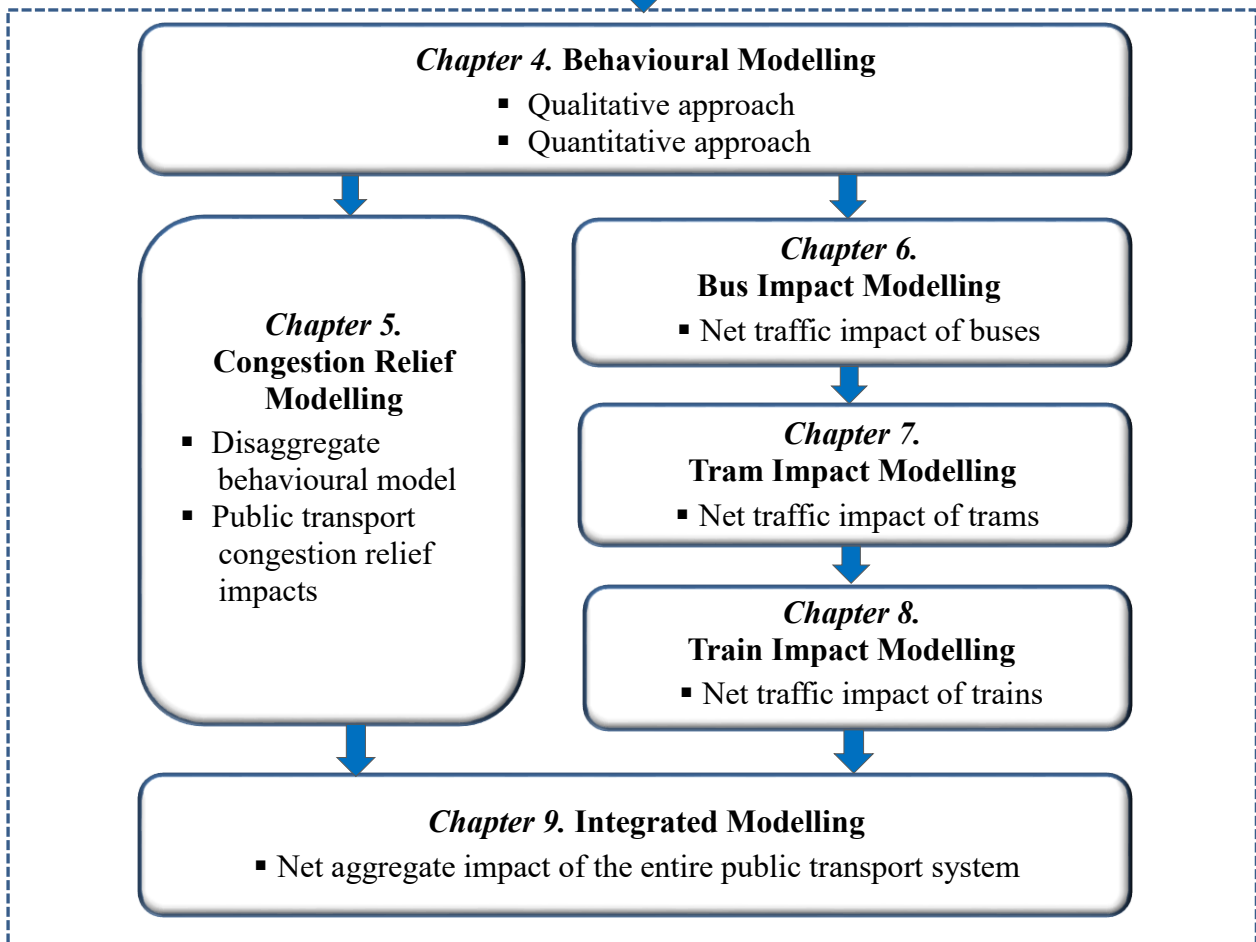 Chapter 4. Behavioural Modelling
▪ Qualitative approach
▪ Quantitative approach
Chapter 5.
Congestion Relief
Modelling
▪ Disaggregate
behavioural model
▪ Public transport
congestion relief
impacts
Chapter 6.
Bus Impact Modelling
▪ Net traffic impact of buses
Chapter 7.
Tram Impact Modelling
▪ Net traffic impact of trams
Chapter 8.
Train Impact Modelling
▪ Net traffic impact of trains
Chapter 9. Integrated Modelling
▪ Net aggregate impact of the entire public transport system